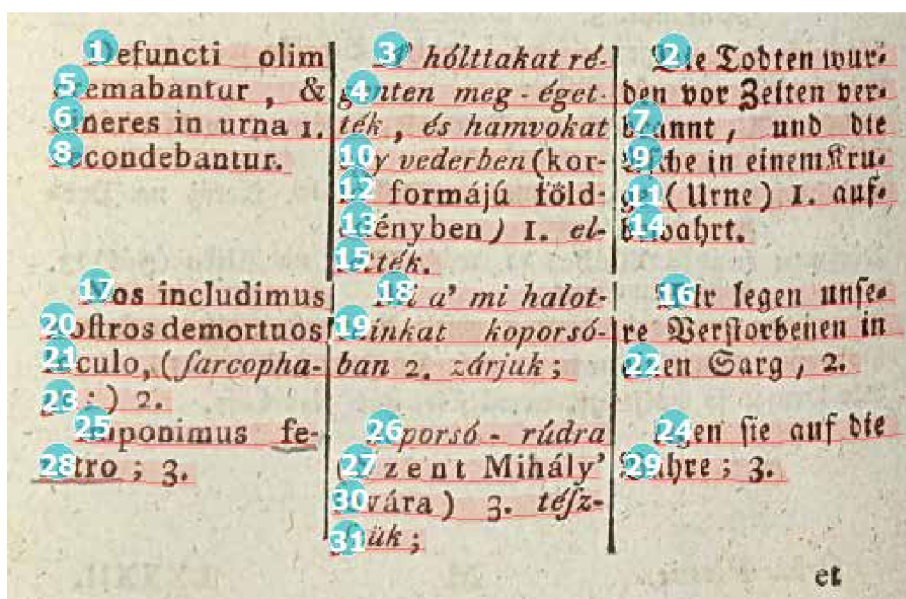 Defuncti olim
cremabantur, &
cineres in urna 1.
recondebantur.
Nos includimus
noſtros demortuos
loculo, (ſarcopha-
go;) 2.
Imponimus fe-
retro; 3.
A' hólttakat ré-
genten meg-éget-
ték, és hamvokat
egy vederben (kor-
só formájú föld-
edényben) 1. el-
tették.
Mi a' mi halot-
tainkat koporsó-
ban 2. zárjuk;
Koporsó-rúdra
(Szent Mihály'
lovára) 3. téſz-
ſzük;
Die Todten wur-
den vor Zeiten ver-
brannt, und die
Aſche in einem Kru-
ge (Urne) 1. auf-
bewahrt.
Wir legen unſe-
re Verſtorbenen in
einen Sarg, 2.
legen ſie auf die
Bahre; 3.
et